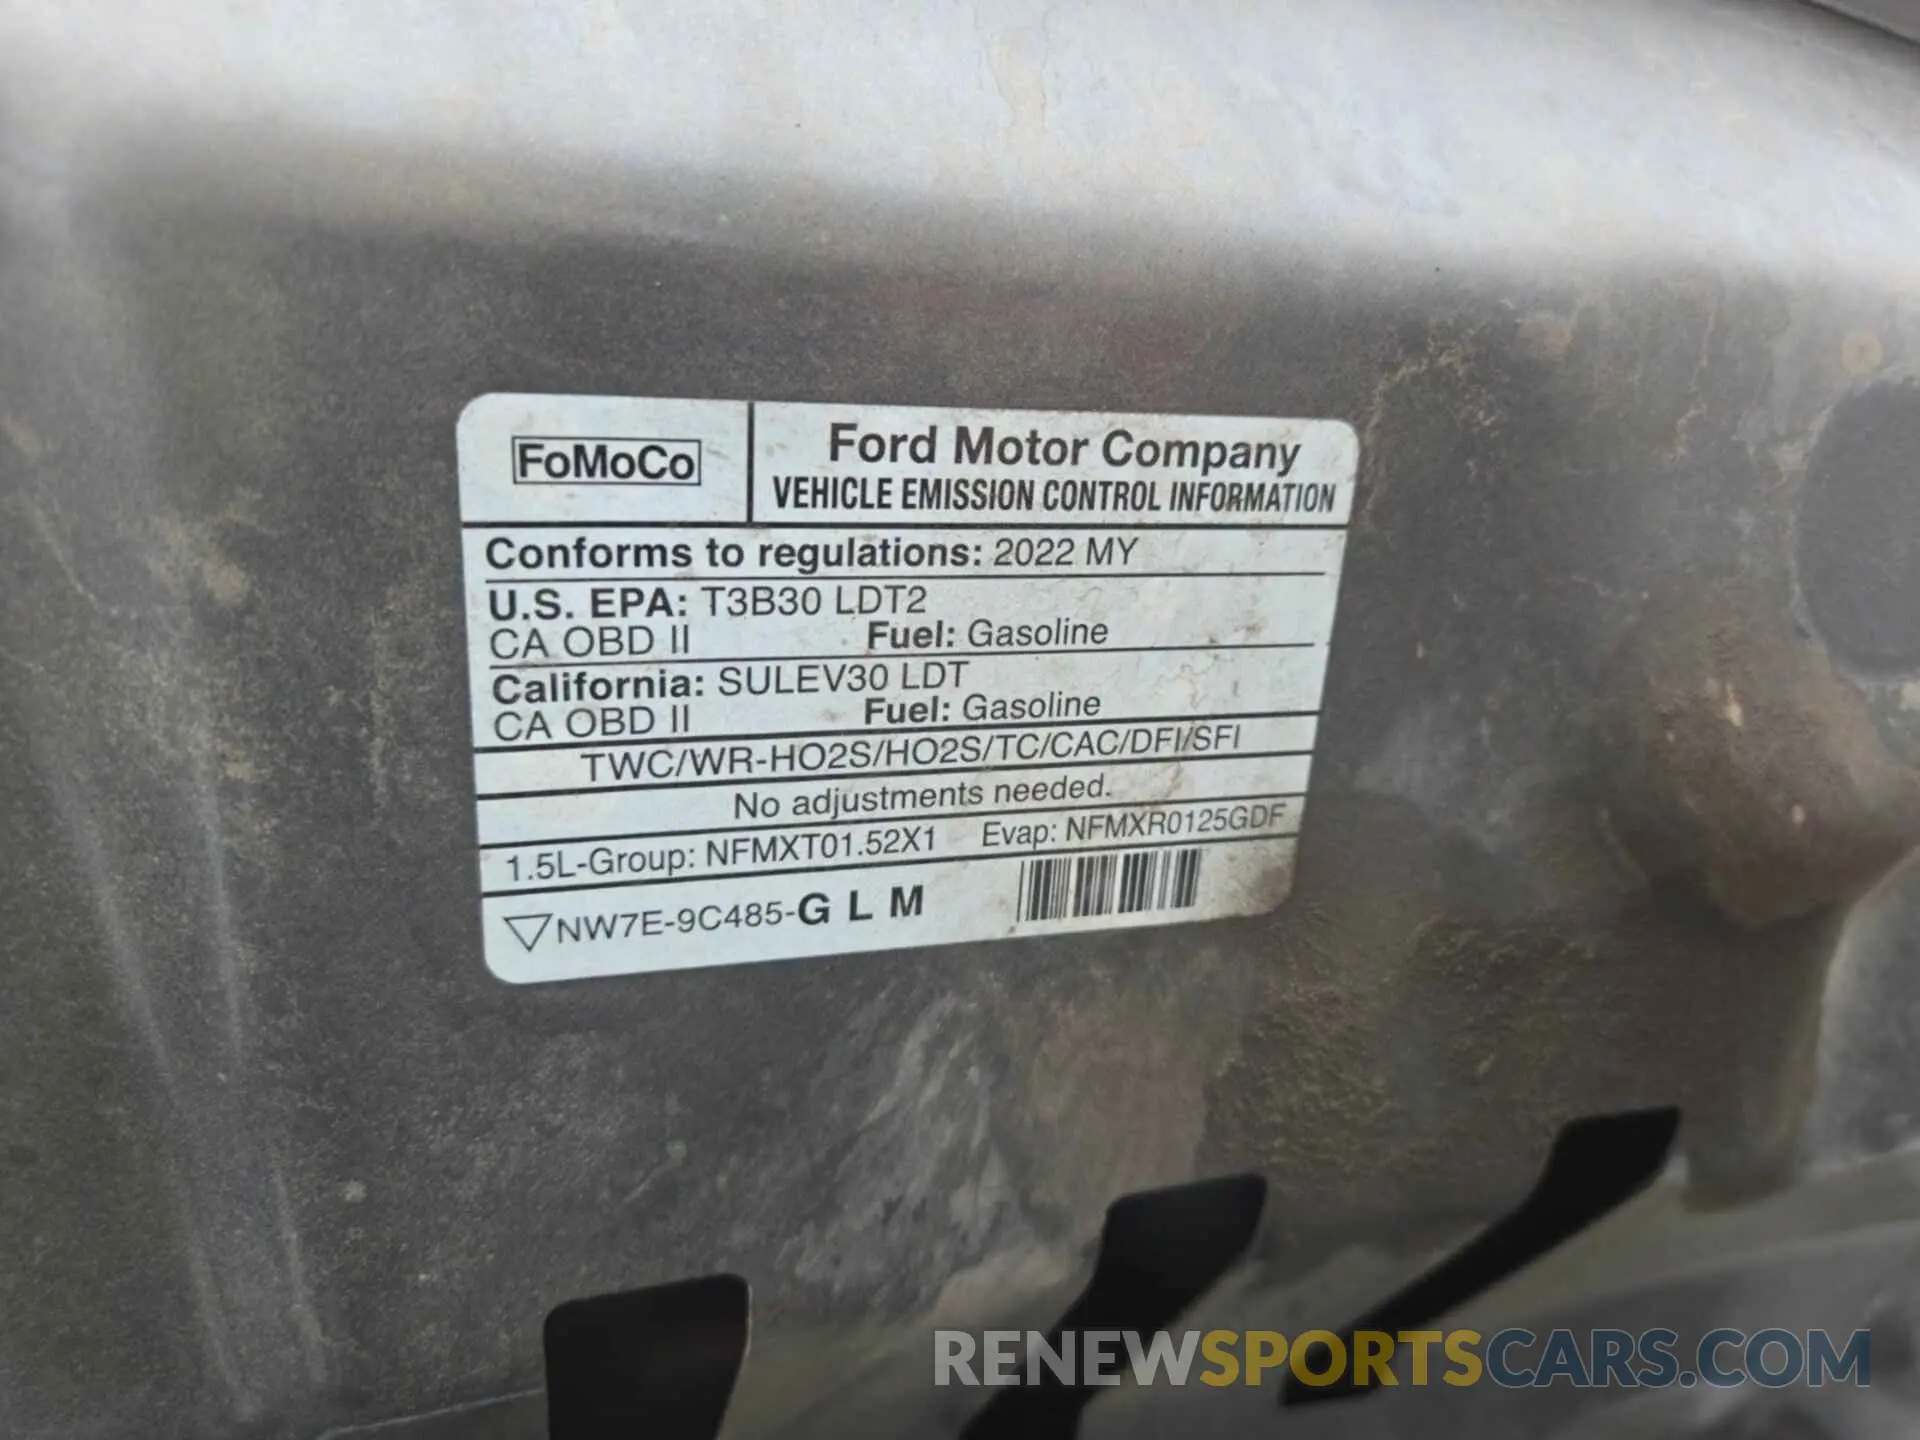 FoMoCo
Ford Motor Company
VEHICLE EMISSION CONTROL INFORMATION
Conforms to regulations: 2022 MY
U.S. EPA: T3B30 LDT2
CA OBD II Fuel: Gasoline
California: SULEV30 LDT
CA OBD II Fuel: Gasoline
TWC/WR-HO2S/HO2S/TC/CAC/DFI/SFI
No adjustments needed.
1.5L-Group: NFMXT01.52X1 Evap: NFMXR0125GDF
NW7E-9C485-G L M
RENEWSPORTSCARS.COM